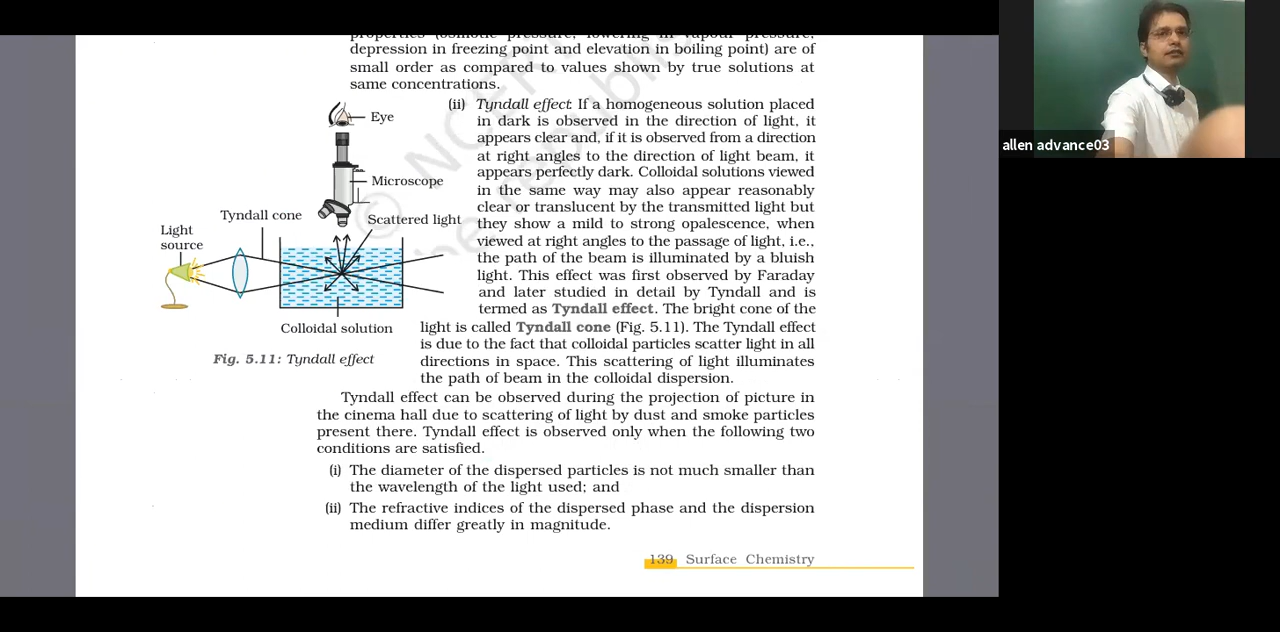 properties (osmotic pressure, lowering in vapour pressure,
depression in freezing point and elevation in boiling point) are of
small order as compared to values shown by true solutions at
same concentrations.
(ii) Tyndall effect: If a homogeneous solution placed
in dark is observed in the direction of light, it
appears clear and, if it is observed from a direction
at right angles to the direction of light beam, it
appears perfectly dark. Colloidal solutions viewed
in the same way may also appear reasonably
clear or translucent by the transmitted light but
they show a mild to strong opalescence, when
viewed at right angles to the passage of light, i.e.,
the path of the beam is illuminated by a bluish
light. This effect was first observed by Faraday
and later studied in detail by Tyndall and is
termed as Tyndall effect. The bright cone of the
light is called Tyndall cone (Fig. 5.11). The Tyndall effect
is due to the fact that colloidal particles scatter light in all
directions in space. This scattering of light illuminates
the path of beam in the colloidal dispersion.
Eye
Microscope
Tyndall cone
Scattered light
Light
source
Colloidal solution
Fig. 5.11: Tyndall effect
Tyndall effect can be observed during the projection of picture in
the cinema hall due to scattering of light by dust and smoke particles
present there. Tyndall effect is observed only when the following two
conditions are satisfied.
(i) The diameter of the dispersed particles is not much smaller than
the wavelength of the light used; and
(ii) The refractive indices of the dispersed phase and the dispersion
medium differ greatly in magnitude.
139 Surface Chemistry
allen advance03